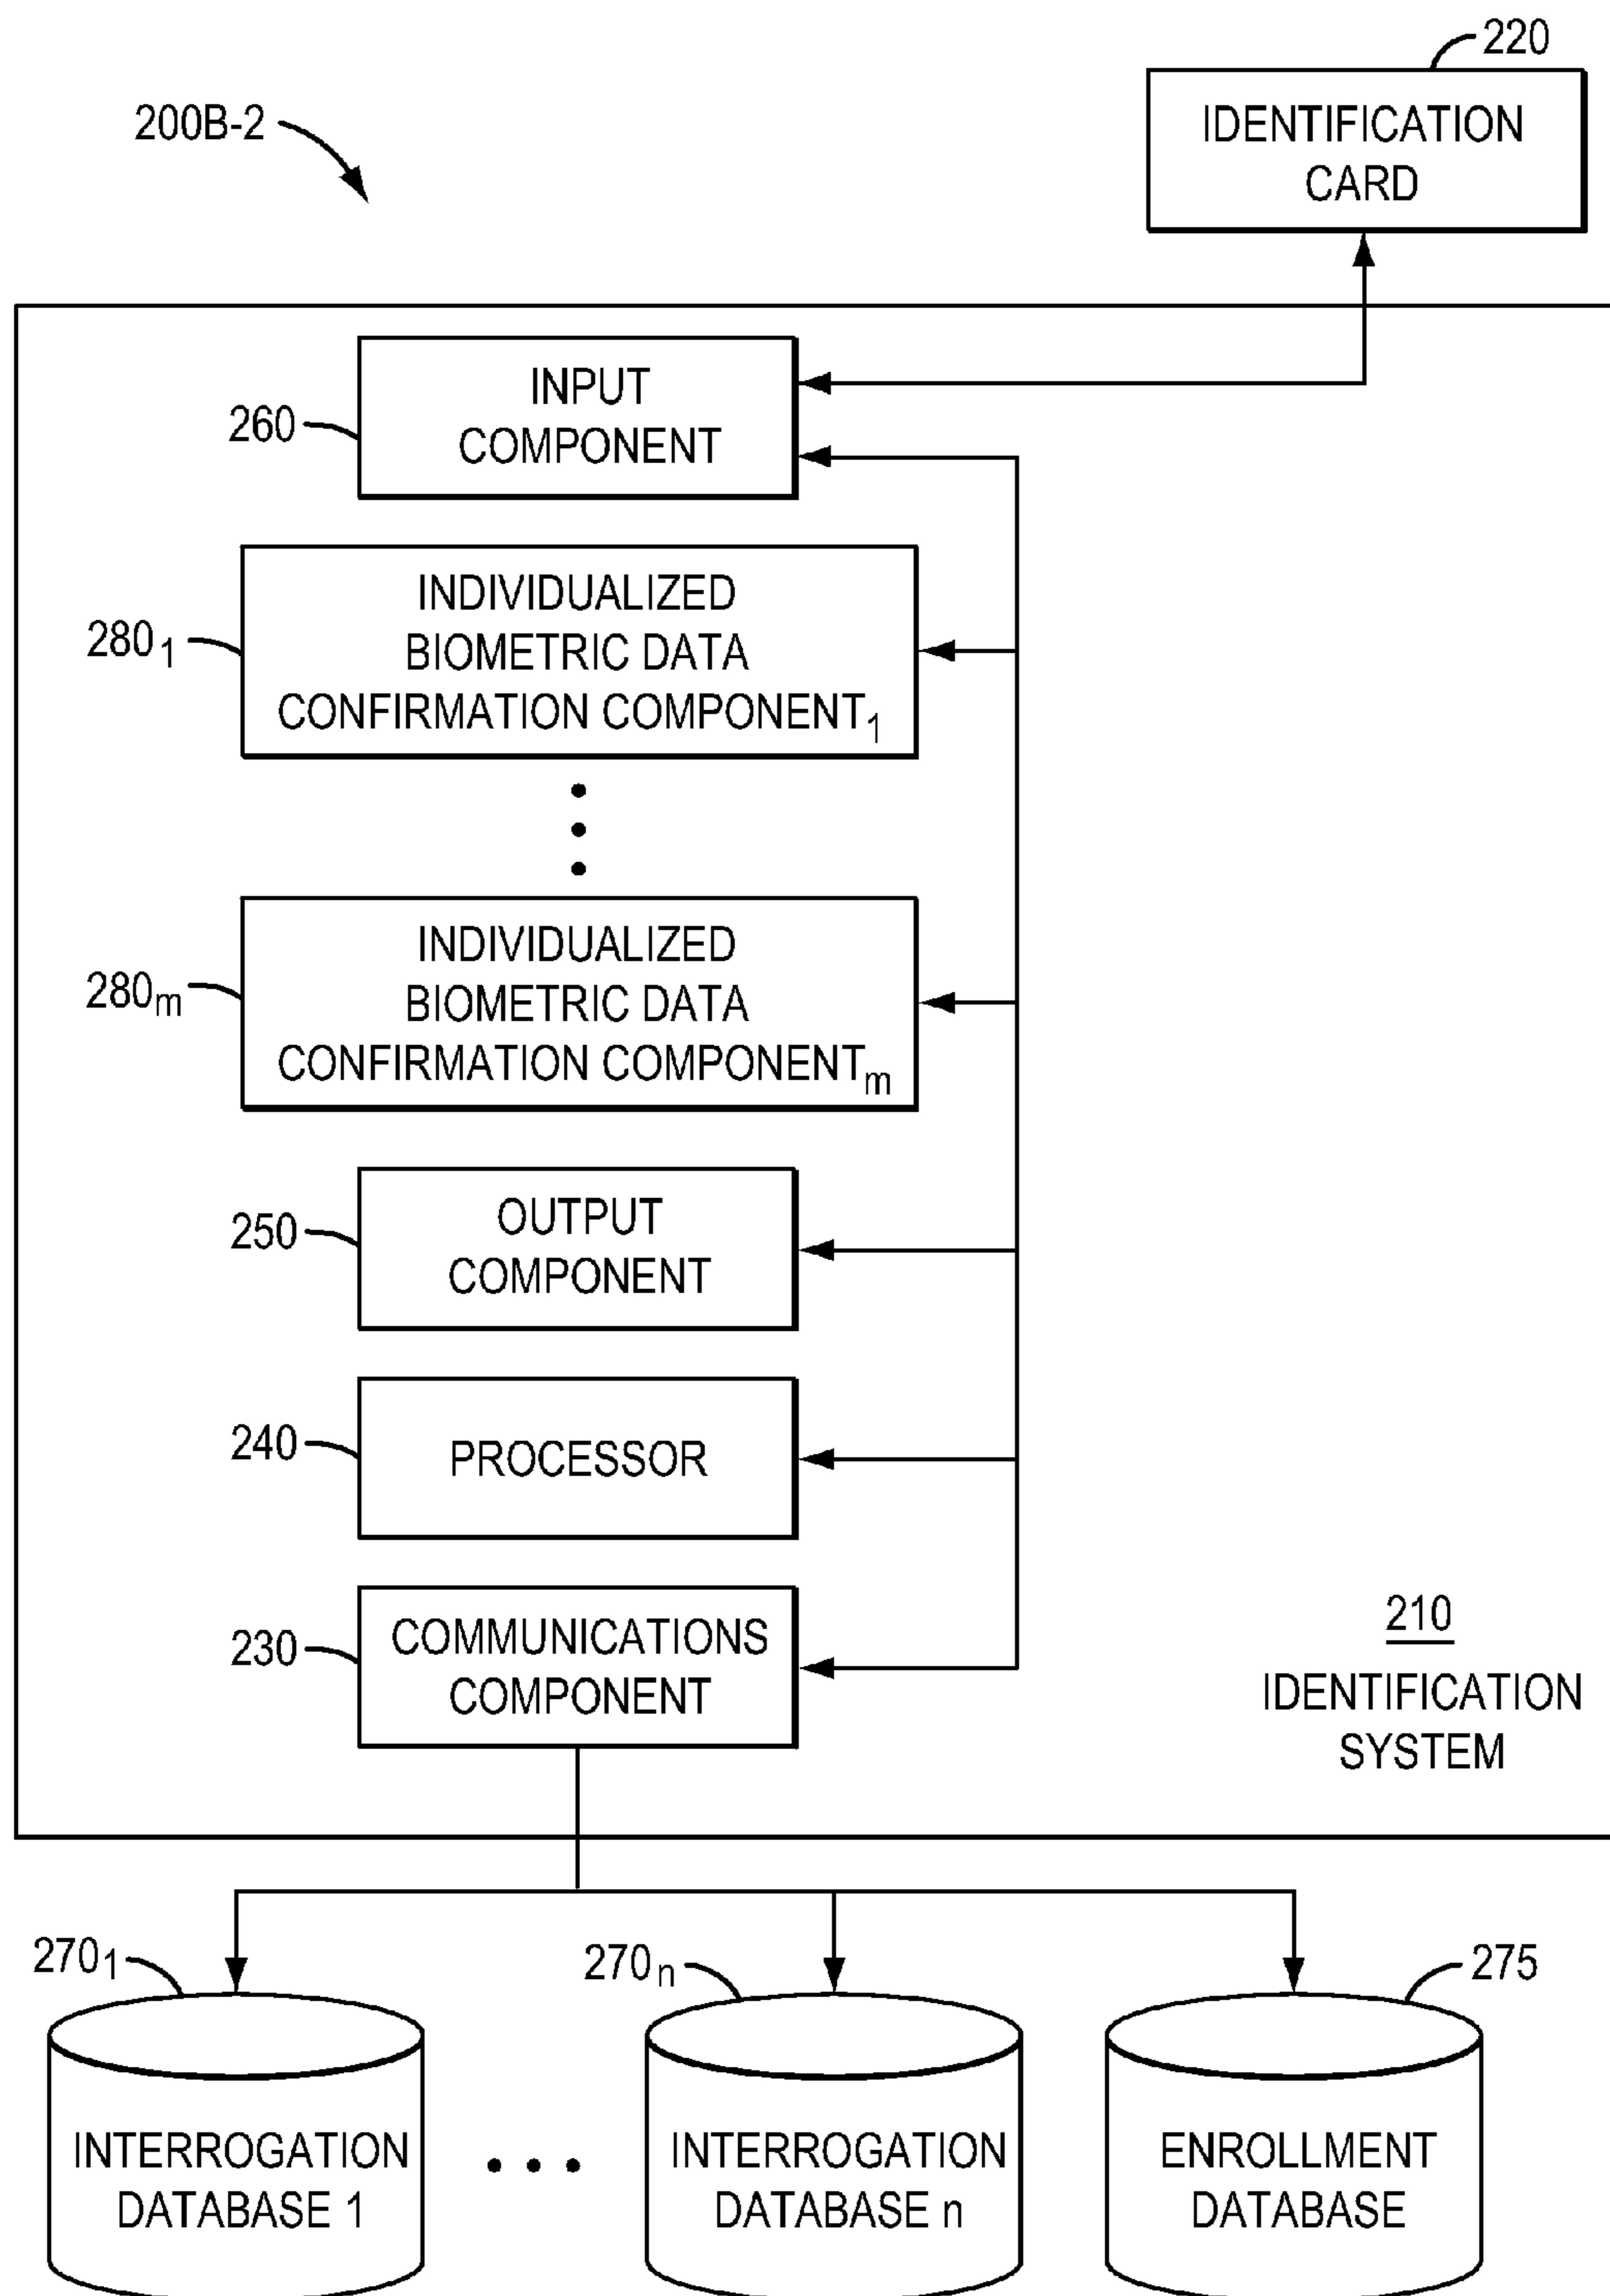 220
200B-2
IDENTIFICATION
CARD
INPUT
COMPONENT
260
INDIVIDUALIZED
BIOMETRIC DATA
CONFIRMATION COMPONENT1
2801
INDIVIDUALIZED
BIOMETRIC DATA
CONFIRMATION COMPONENTm
280m
OUTPUT
COMPONENT
250
PROCESSOR
240
COMMUNICATIONS
COMPONENT
230
210
IDENTIFICATION
SYSTEM
2701
270n
275
INTERROGATION
DATABASE 1
INTERROGATION
DATABASE n
ENROLLMENT
DATABASE